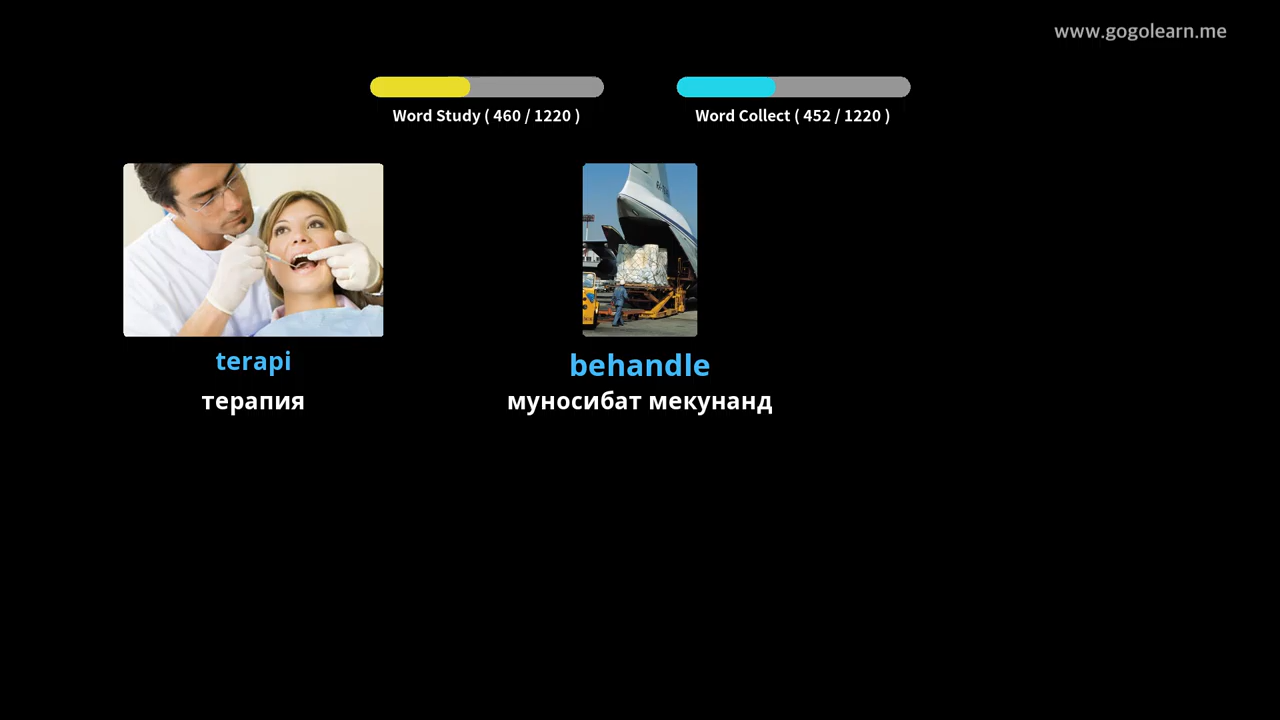 www.gogolearn.me
Word Study ( 460 / 1220 )
Word Collect ( 452 / 1220 )
terapi
терапия
behandle
муносибат мекунанд